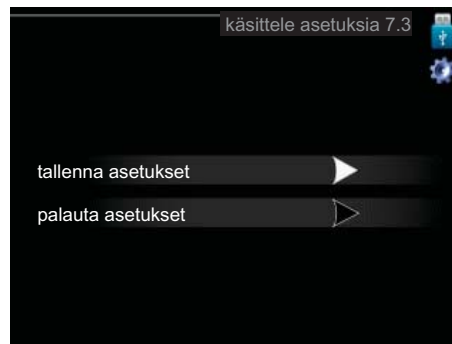 käsittele asetuksia 7.3
tallenna asetukset
palauta asetukset